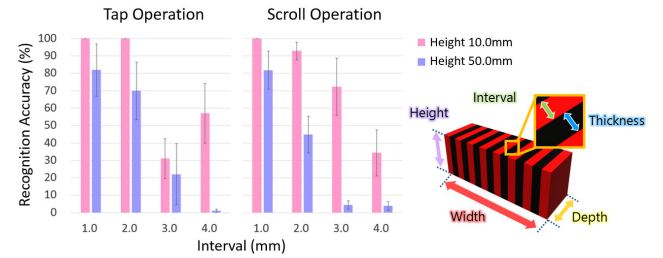 Tap Operation
Scroll Operation
Recognition Accuracy (%)
100
90
80
70
60
50
40
30
20
10
0
1.0 2.0 3.0 4.0
1.0 2.0 3.0 4.0
Interval (mm)
Height 10.0mm
Height 50.0mm
Interval
Height
Thickness
Width
Depth